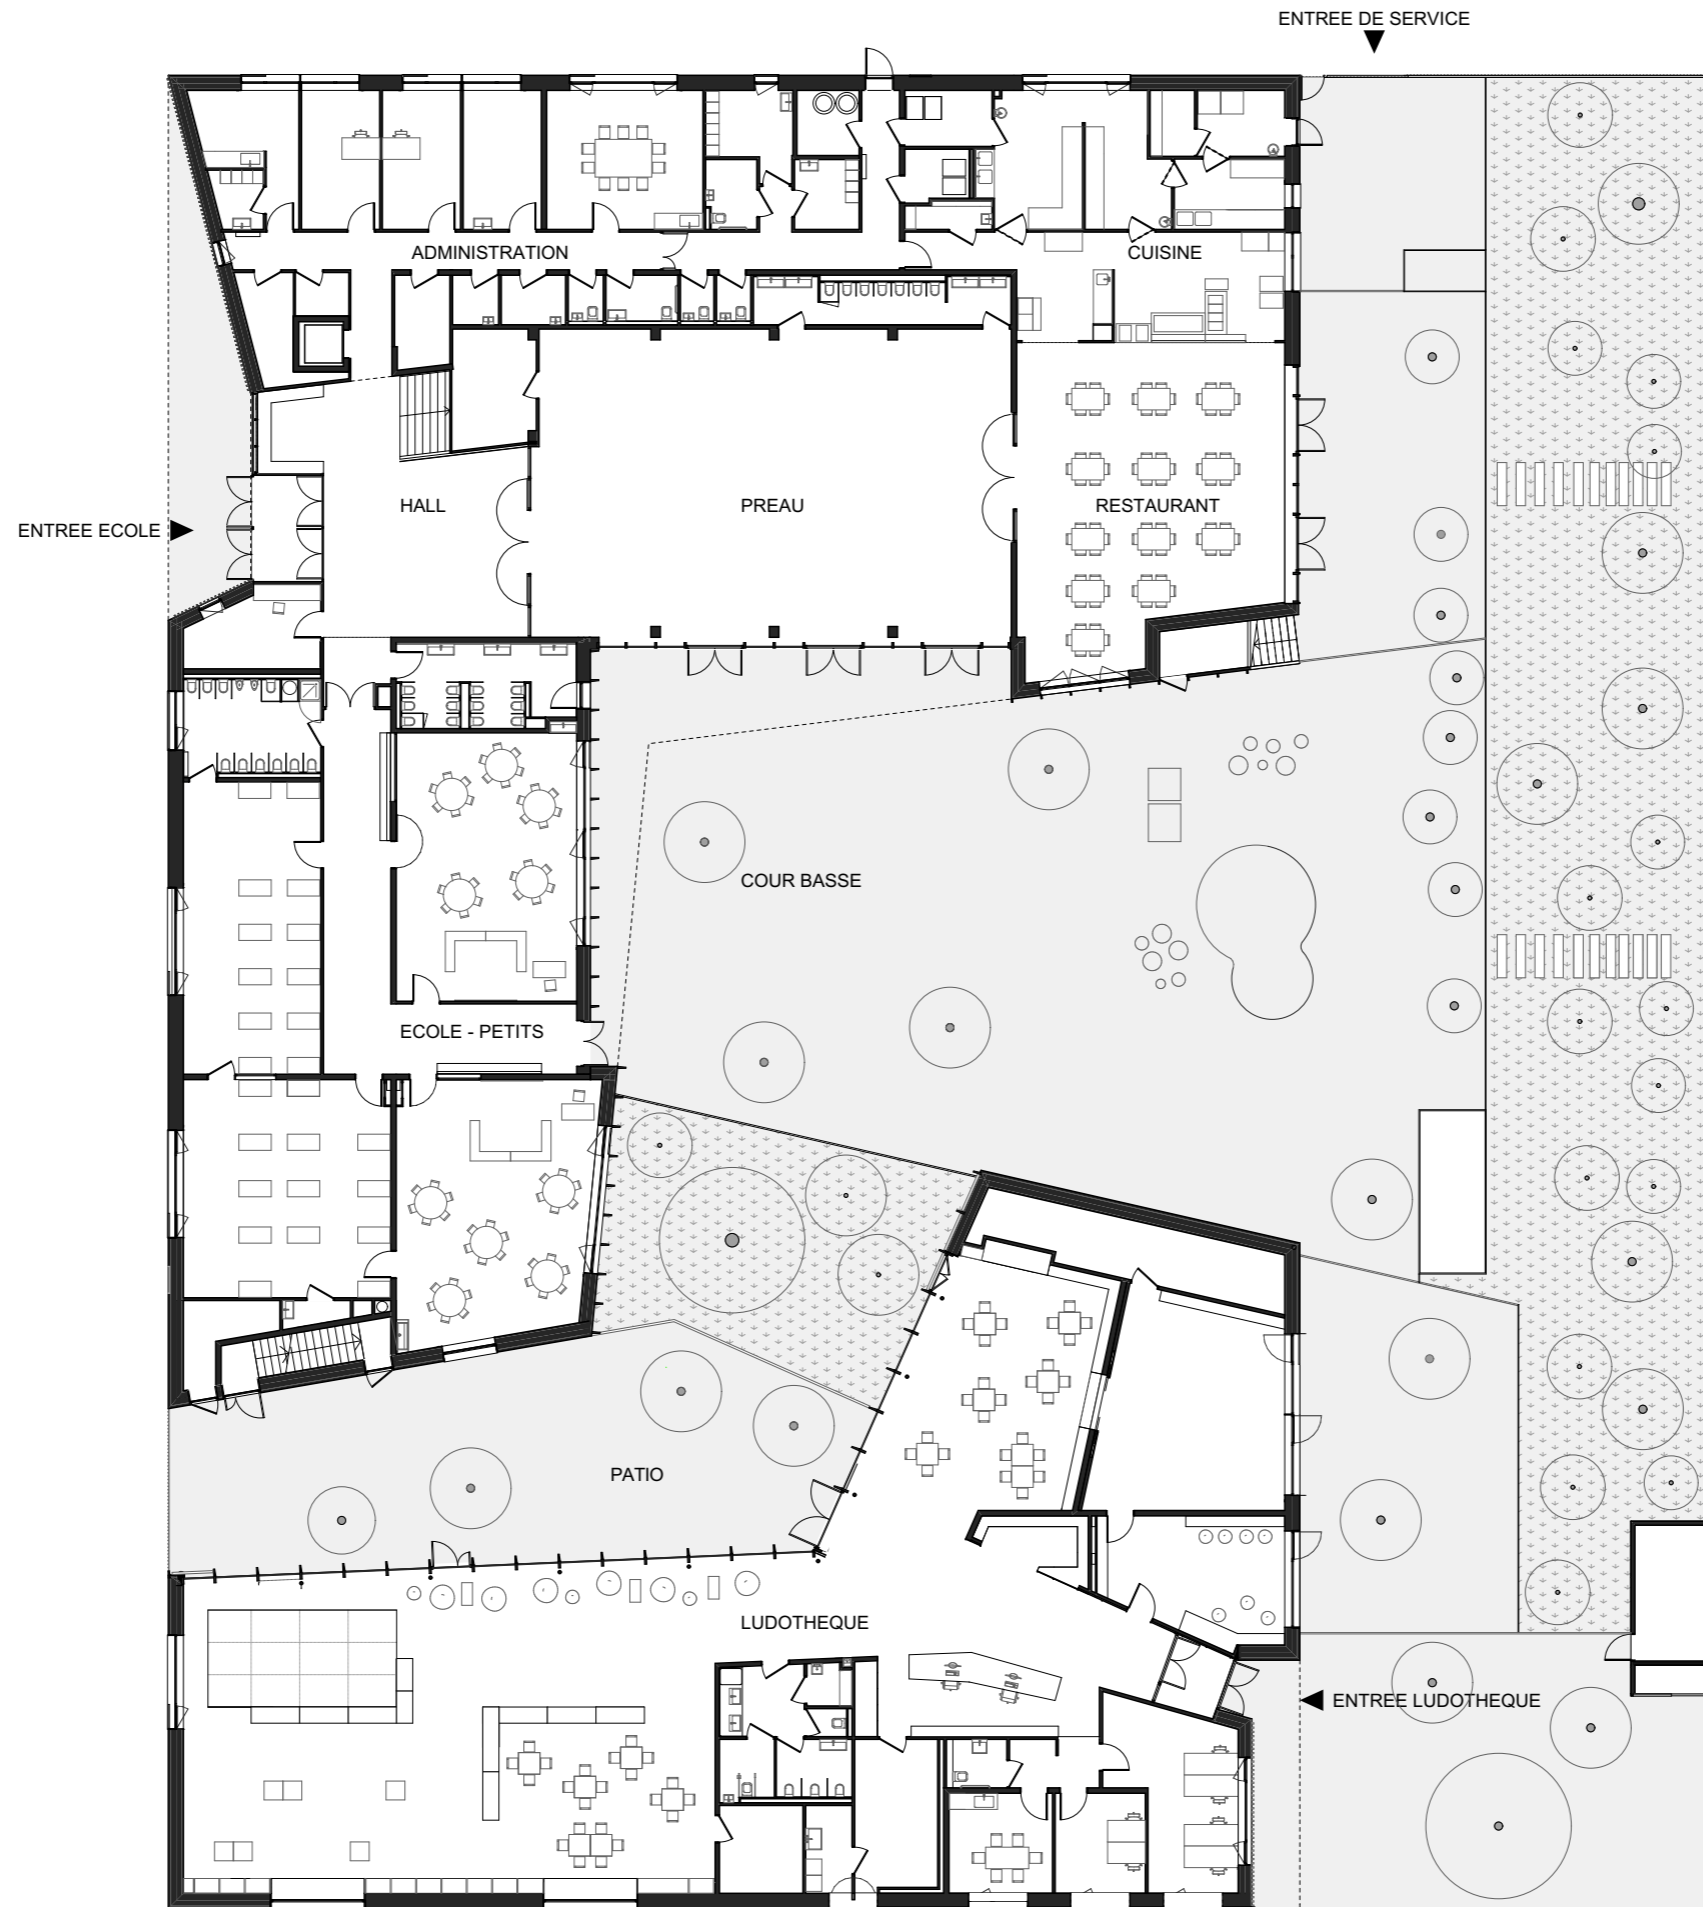 ENTREE DE SERVICE
ADMINISTRATION
CUISINE
HALL
PREAU
RESTAURANT
ENTREE ECOLE
COUR BASSE
ECOLE - PETITS
PATIO
LUDOTHEQUE
ENTREE LUDOTHEQUE